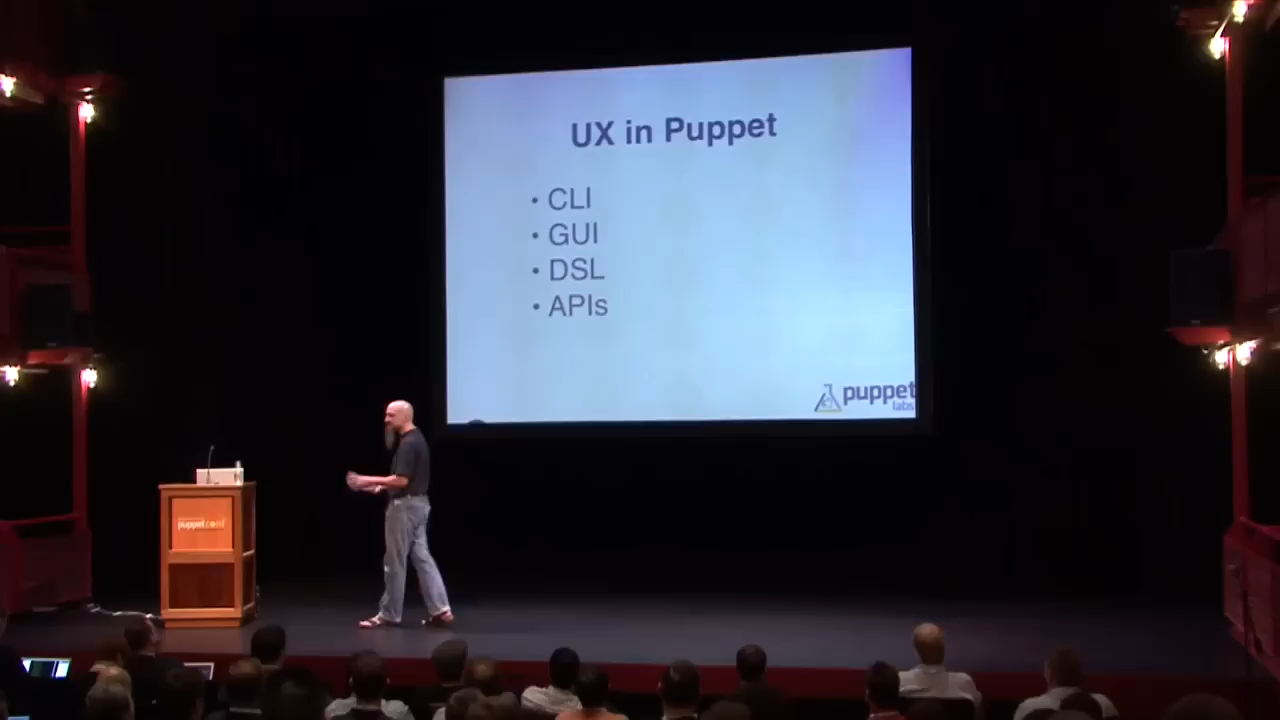 UX in Puppet
• CLI
• GUI
• DSL
• APIs
puppet
labs
puppetconf